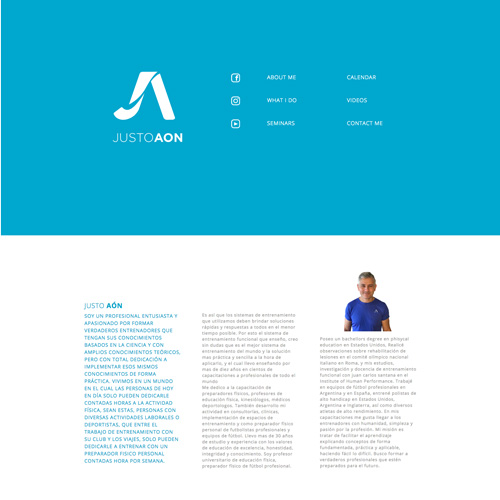 JUSTOAON
ABOUT ME
CALENDAR
WHAT I DO
VIDEOS
SEMINARS
CONTACT ME
JUSTO AÓN
SOY UN PROFESIONAL ENTUSIASTA Y
APASIONADO POR FORMAR
VERDADEROS ENTRENADORES QUE
TENGAN SUS CONOCIMIENTOS
BASADOS EN LA CIENCIA Y CON
AMPLIOS CONOCIMIENTOS TEÓRICOS,
PERO CON TOTAL DEDICACIÓN A
IMPLEMENTAR ESOS MISMOS
CONOCIMIENTOS DE FORMA
PRÁCTICA. VIVIMOS EN UN MUNDO
EN EL CUAL LAS PERSONAS DE HOY
EN DÍA SOLO PUEDEN DEDICARLE
CONTADAS HORAS A LA ACTIVIDAD
FÍSICA, SEAN ESTAS, PERSONAS CON
DIVERSAS ACTIVIDADES LABORALES O
DEPORTISTAS, QUE ENTRE EL
TRABAJO DE ENTRENAMIENTO CON
SU CLUB Y LOS VIAJES, SOLO PUEDEN
DEDICARLE A ENTRENAR CON UN
PREPARADOR FISICO PERSONAL
CONTADAS HORA POR SEMANA.
Es así que los sistemas de entrenamiento
que utilizamos deben brindar soluciones
rápidas y respuestas a todos en el menor
tiempo posible. Por esto el sistema de
entrenamiento funcional que enseño, creo
sin dudas que es el mejor sistema de
entrenamiento del mundo y la solución
mas práctica y sencilla a la hora de
aplicarlo, y el cual llevo enseñando por
mas de diez años en cientos de
capacitaciones a profesionales de todo el
mundo
Me dedico a la capacitación de
preparadores físicos, profesores de
educación física, kinesiólogos, médicos
deportologos. También desarrollo mi
actividad en consultorías, clínicas,
implementación de espacios de
entrenamiento y como preparador físico
personal de futbolistas profesionales y
equipos de fútbol. Llevo mas de 30 años
de estudio y experiencia con los valores
de educación de excelencia, honestidad,
integridad y conocimiento. Soy profesor
universitario de educación física,
preparador físico de fútbol profesional
Poseo un bachellors degree en phisycal
education en Estados Unidos. Realicé
observaciones sobre rehabilitación de
lesiones en el comité olímpico nacional
italiano en Roma, y mis estudios,
investigación y docencia de entrenamiento
funcional con juan carlos santana en el
Institute of Human Performance. Trabajé
en equipos de fútbol profesionales en
Argentina y en España, entrené polistas de
alto handicap en Estados Unidos,
Argentina e Inglaterra, así como diversos
atletas de alto rendimiento. En mis
capacitaciones me gusta llegar a los
entrenadores con humanidad, simpleza y
pasión por la profesión. Mi misión es
tratar de facilitar el aprendizaje
explicando conceptos de forma
fundamentada, práctica y aplicable,
haciendo fácil lo difícil. Busco formar a
verdaderos profesionales que estén
preparados para el futuro.